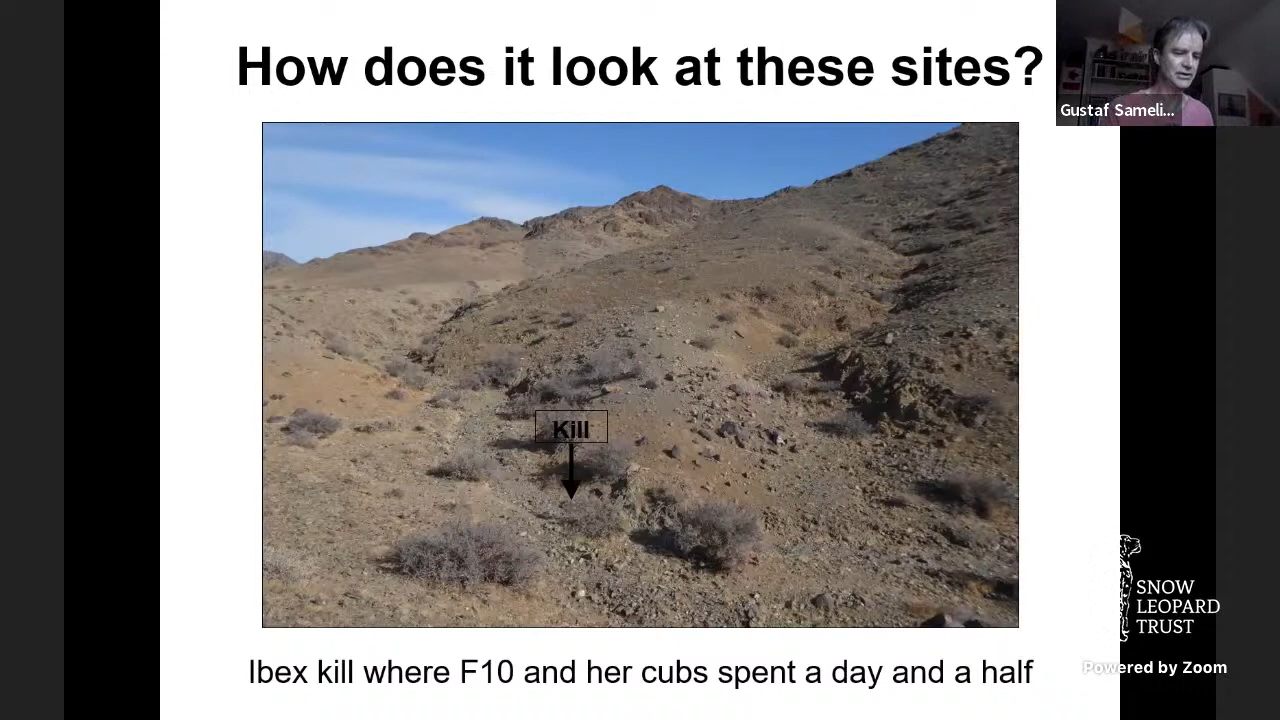 How does it look at these sites?
Gustaf Sameli...
Kill
SNOW
LEOPARD
TRUST
Ibex kill where F10 and her cubs spent a day and a half
Powered by Zoom